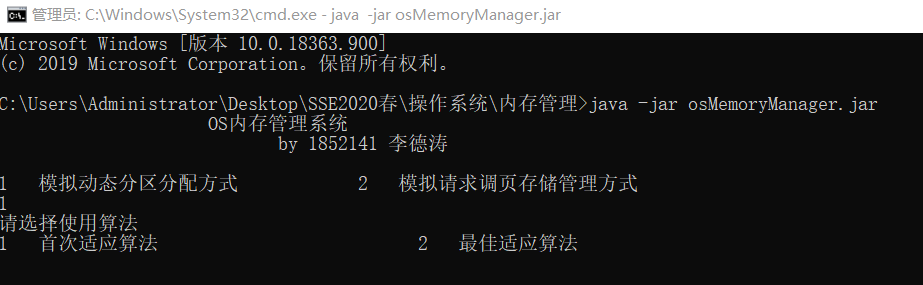 管理员: C:\Windows\System32\cmd.exe - java -jar osMemoryManager.jar
Microsoft Windows [版本 10.0.18363.900]
(c) 2019 Microsoft Corporation。保留所有权利。
C:\Users\Administrator\Desktop\SSE2020春\操作系统\内存管理>java -jar osMemoryManager.jar
OS内存管理系统
by 1852141 李德涛
1 模拟动态分区分配方式 2 模拟请求调页存储管理方式
1
请选择使用算法
1 首次适应算法 2 最佳适应算法